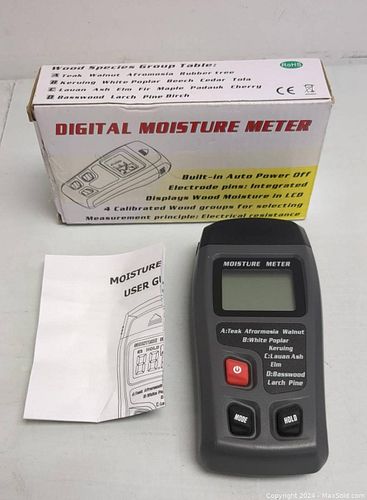 Wood Species Group Table:
A Teak Walnut Afromosia Rubber tree
B Keruing White Poplar Beech Cedar Tola
C Lauan Ash Elm Fir Maple Padauk Cherry
D Basswood Larch Pine Birch
RoHS
CE
DIGITAL MOISTURE METER
Built-in Auto Power Off
Electrode pins: Integrated
Displays Wood Moisture in LCD
4 Calibrated Wood groups for selecting
Measurement principle; Electrical resistance
MOISTURE
USER GU
HOLD
MOISTURE METER
A:Teak Afrormosia Walnut
B:White Poplar
Keruing
C:Lauan Ash
Elm
D:Basswood
Larch Pine
MODE
HOLD
Copyright 2024 - MaxSold.com